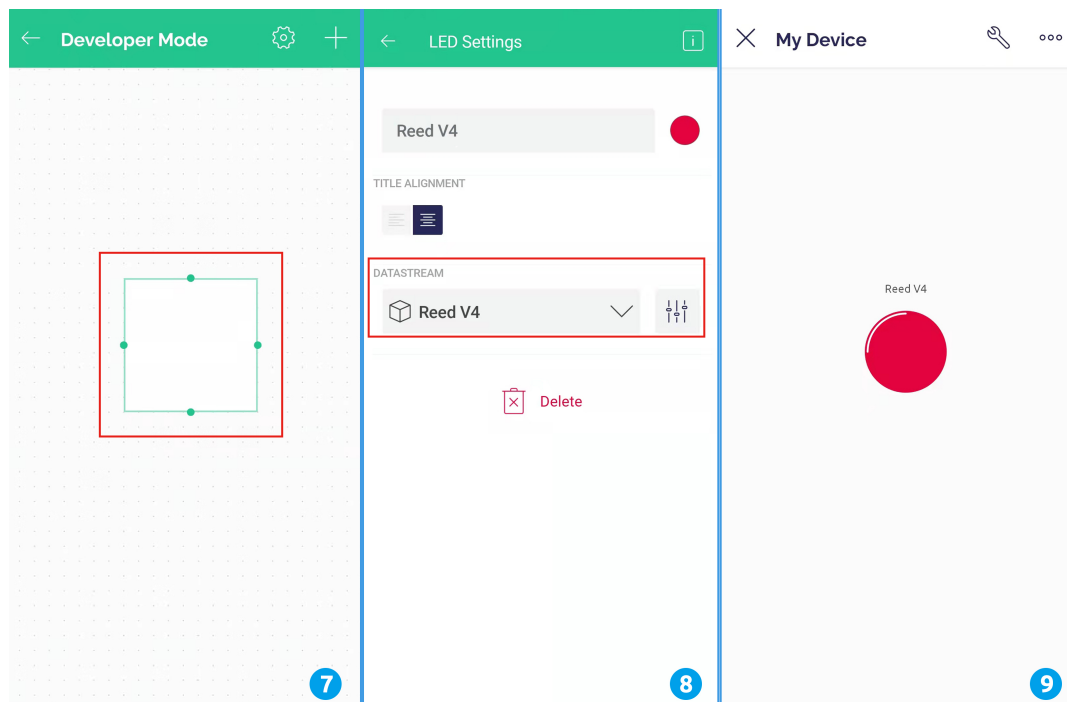 Developer Mode
7
LED Settings
i
Reed V4
TITLE ALIGNMENT
DATASTREAM
Reed V4
Delete
8
My Device
Reed V4
9